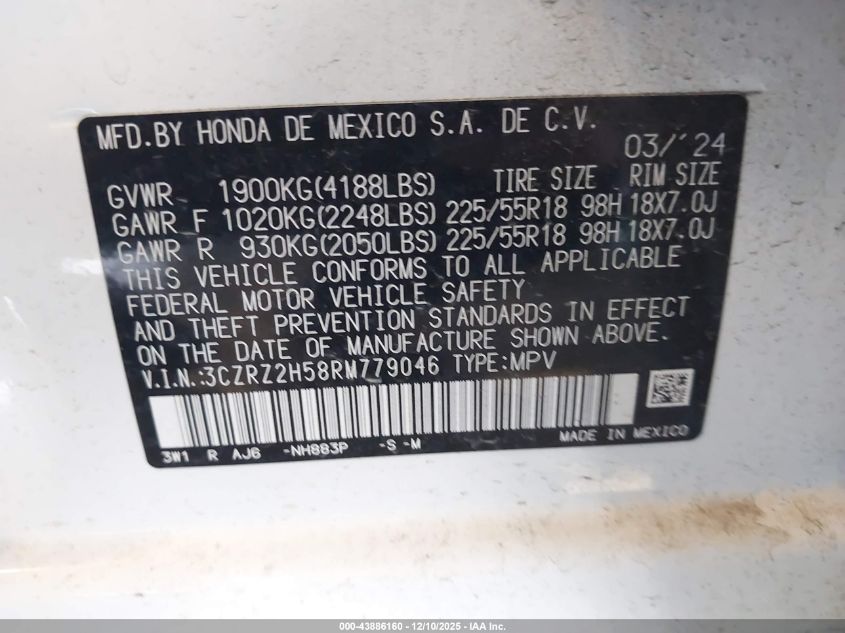 MFD.BY HONDA DE MEXICO S.A. DE C.V.
03/'24
GVWR 1900KG(4188LBS) TIRE SIZE RIM SIZE
GAWR F 1020KG(2248LBS) 225/55R18 98H 18X7.0J
GAWR R 930KG(2050LBS) 225/55R18 98H 18X7.0J
THIS VEHICLE CONFORMS TO ALL APPLICABLE
FEDERAL MOTOR VEHICLE SAFETY
AND THEFT PREVENTION STANDARDS IN EFFECT
ON THE DATE OF MANUFACTURE SHOWN ABOVE.
V.I.N.:3CZRZ2H58RM779046 TYPE:MPV
3W1 R AJ6 -NH883P -S -M MADE IN MEXICO
000-43886160 - 12/10/2025 - IAA Inc.